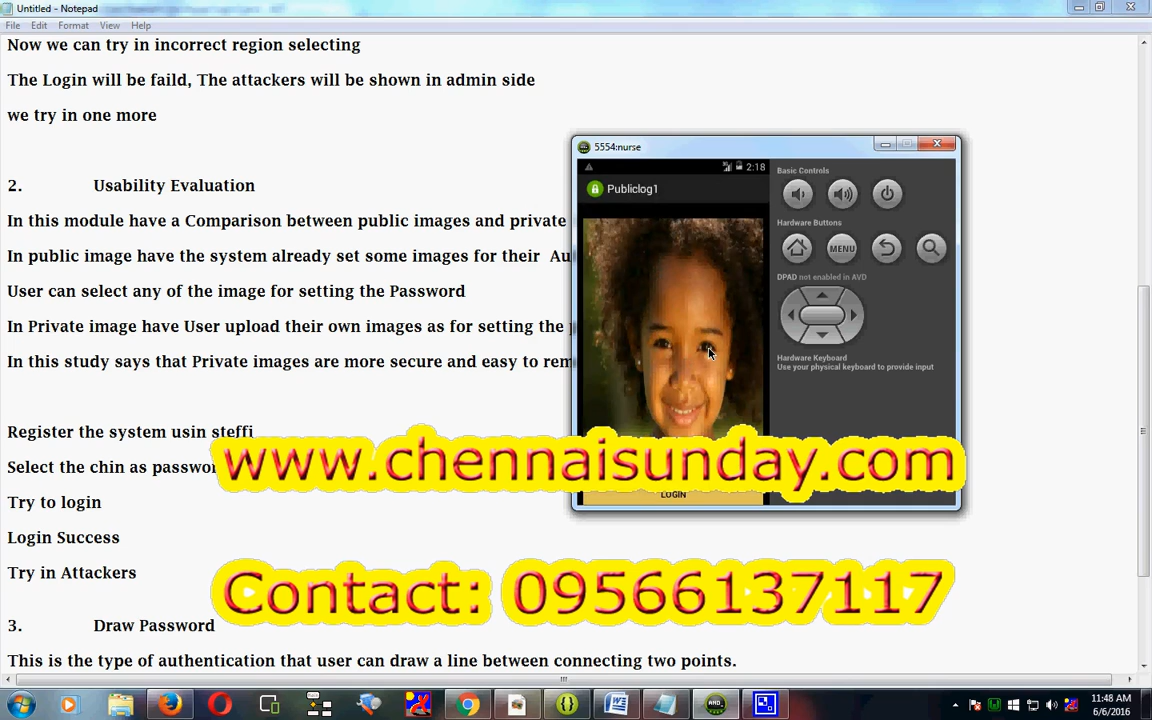 Untitled - Notepad
File Edit Format View Help
Now we can try in incorrect region selecting
The Login will be faild, The attackers will be shown in admin side
we try in one more
2. Usability Evaluation
In this module have a Comparison between public images and private
In public image have the system already set some images for their
User can select any of the image for setting the Password
In Private image have User upload their own images as for setting the
In this study says that Private images are more secure and easy to
Register the system usin steffi
Select the chin as
Try to login
Login Success
Try in Attackers
3. Draw Password
This is the type of authentication that user can draw a line between connecting two points.
5554:nurse
2:18
Publiclog1
LOGIN
Basic Controls
Hardware Buttons
MENU
DPAD not enabled in AVD
Hardware Keyboard
Use your physical keyboard to provide input
www.chennaisunday.com
Contact: 09566137117
11:48 AM
6/6/2016